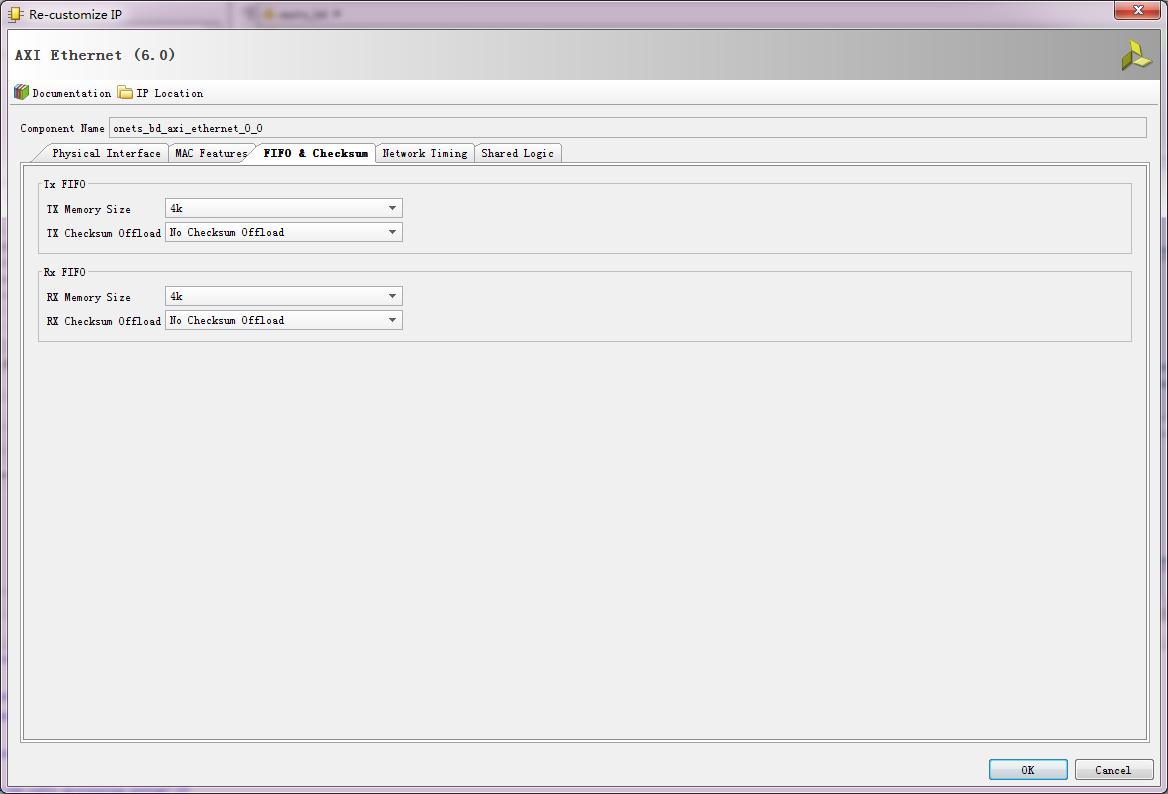 Re-customize IP
AXI Ethernet (6.0)
Documentation IP Location
Component Name onets_bd_axi_ethernet_0_0
Physical Interface MAC Features FIFO & Checksum Network Timing Shared Logic
Tx FIFO
TX Memory Size 4k
TX Checksum Offload No Checksum Offload
Rx FIFO
RX Memory Size 4k
RX Checksum Offload No Checksum Offload
OK Cancel